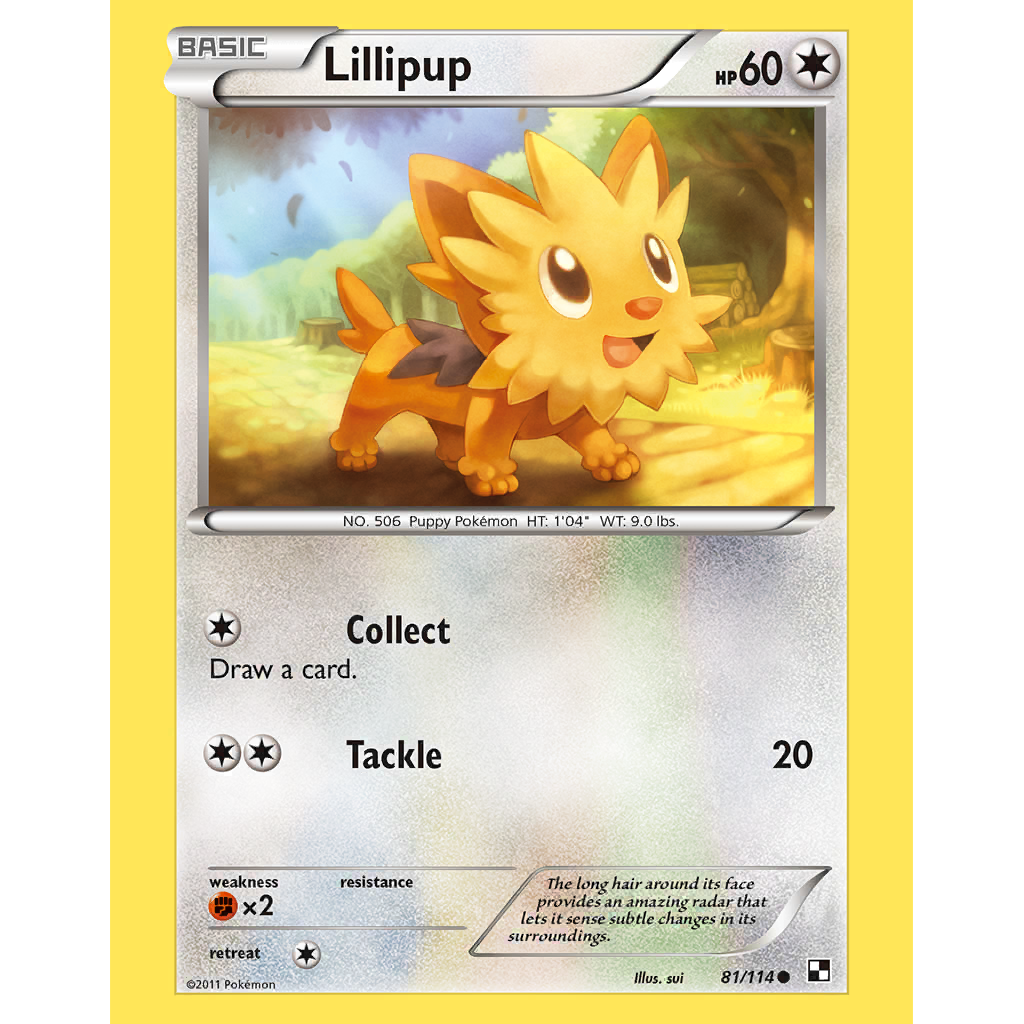 BASIC
Lillipup
HP60
NO. 506 Puppy Pokémon HT: 1'04" WT: 9.0 lbs.
Collect
Draw a card.
Tackle 20
weakness resistance
×2
The long hair around its face
provides an amazing radar that
lets it sense subtle changes in its
surroundings.
retreat
Illus. sui 81/114
©2011 Pokémon